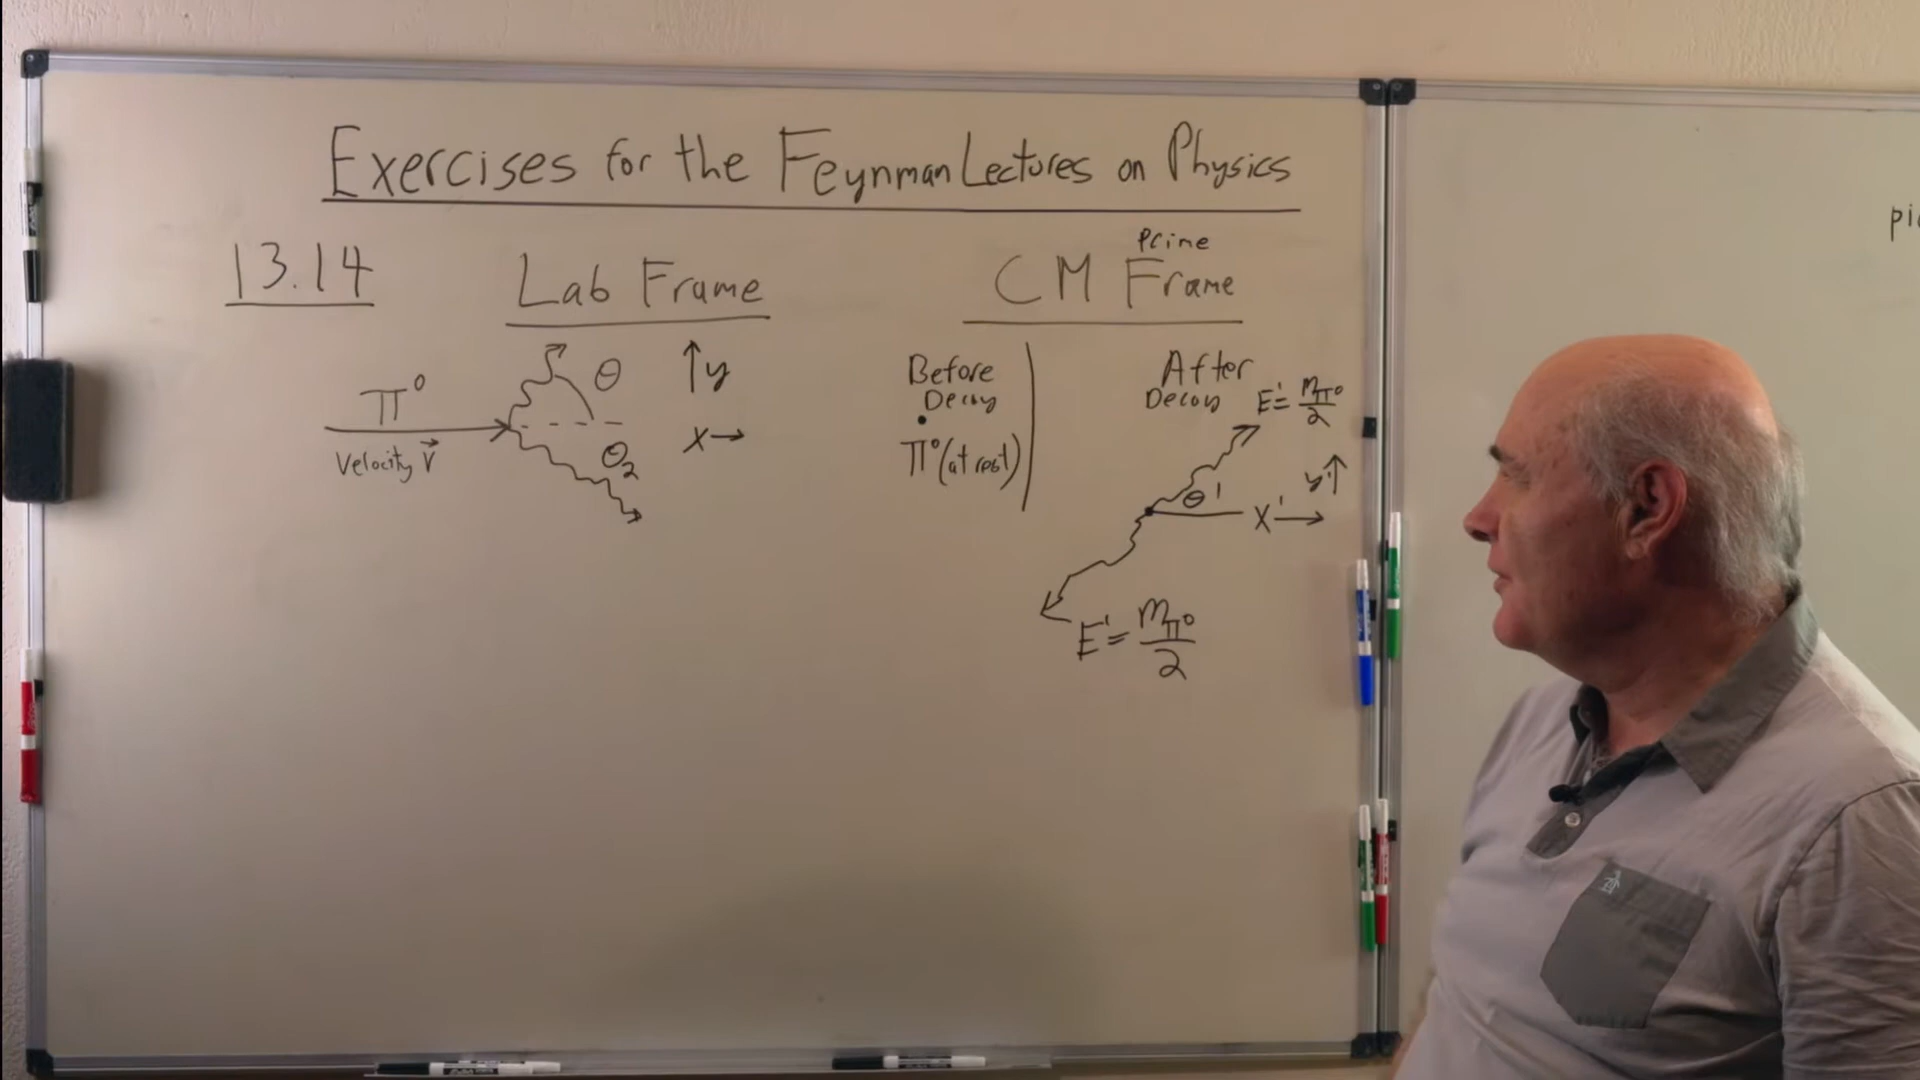 Exercises for the Feynman Lectures on Physics
13.14
Lab Frame
π⁰
Velocity v⃗
θ
θ₂
↑y
x→
Prime
CM Frame
Before
Decay
π⁰(at rest)
After
Decay
E'=mπ⁰/2
θ'
y'↑
x'→
E'=mπ⁰/2